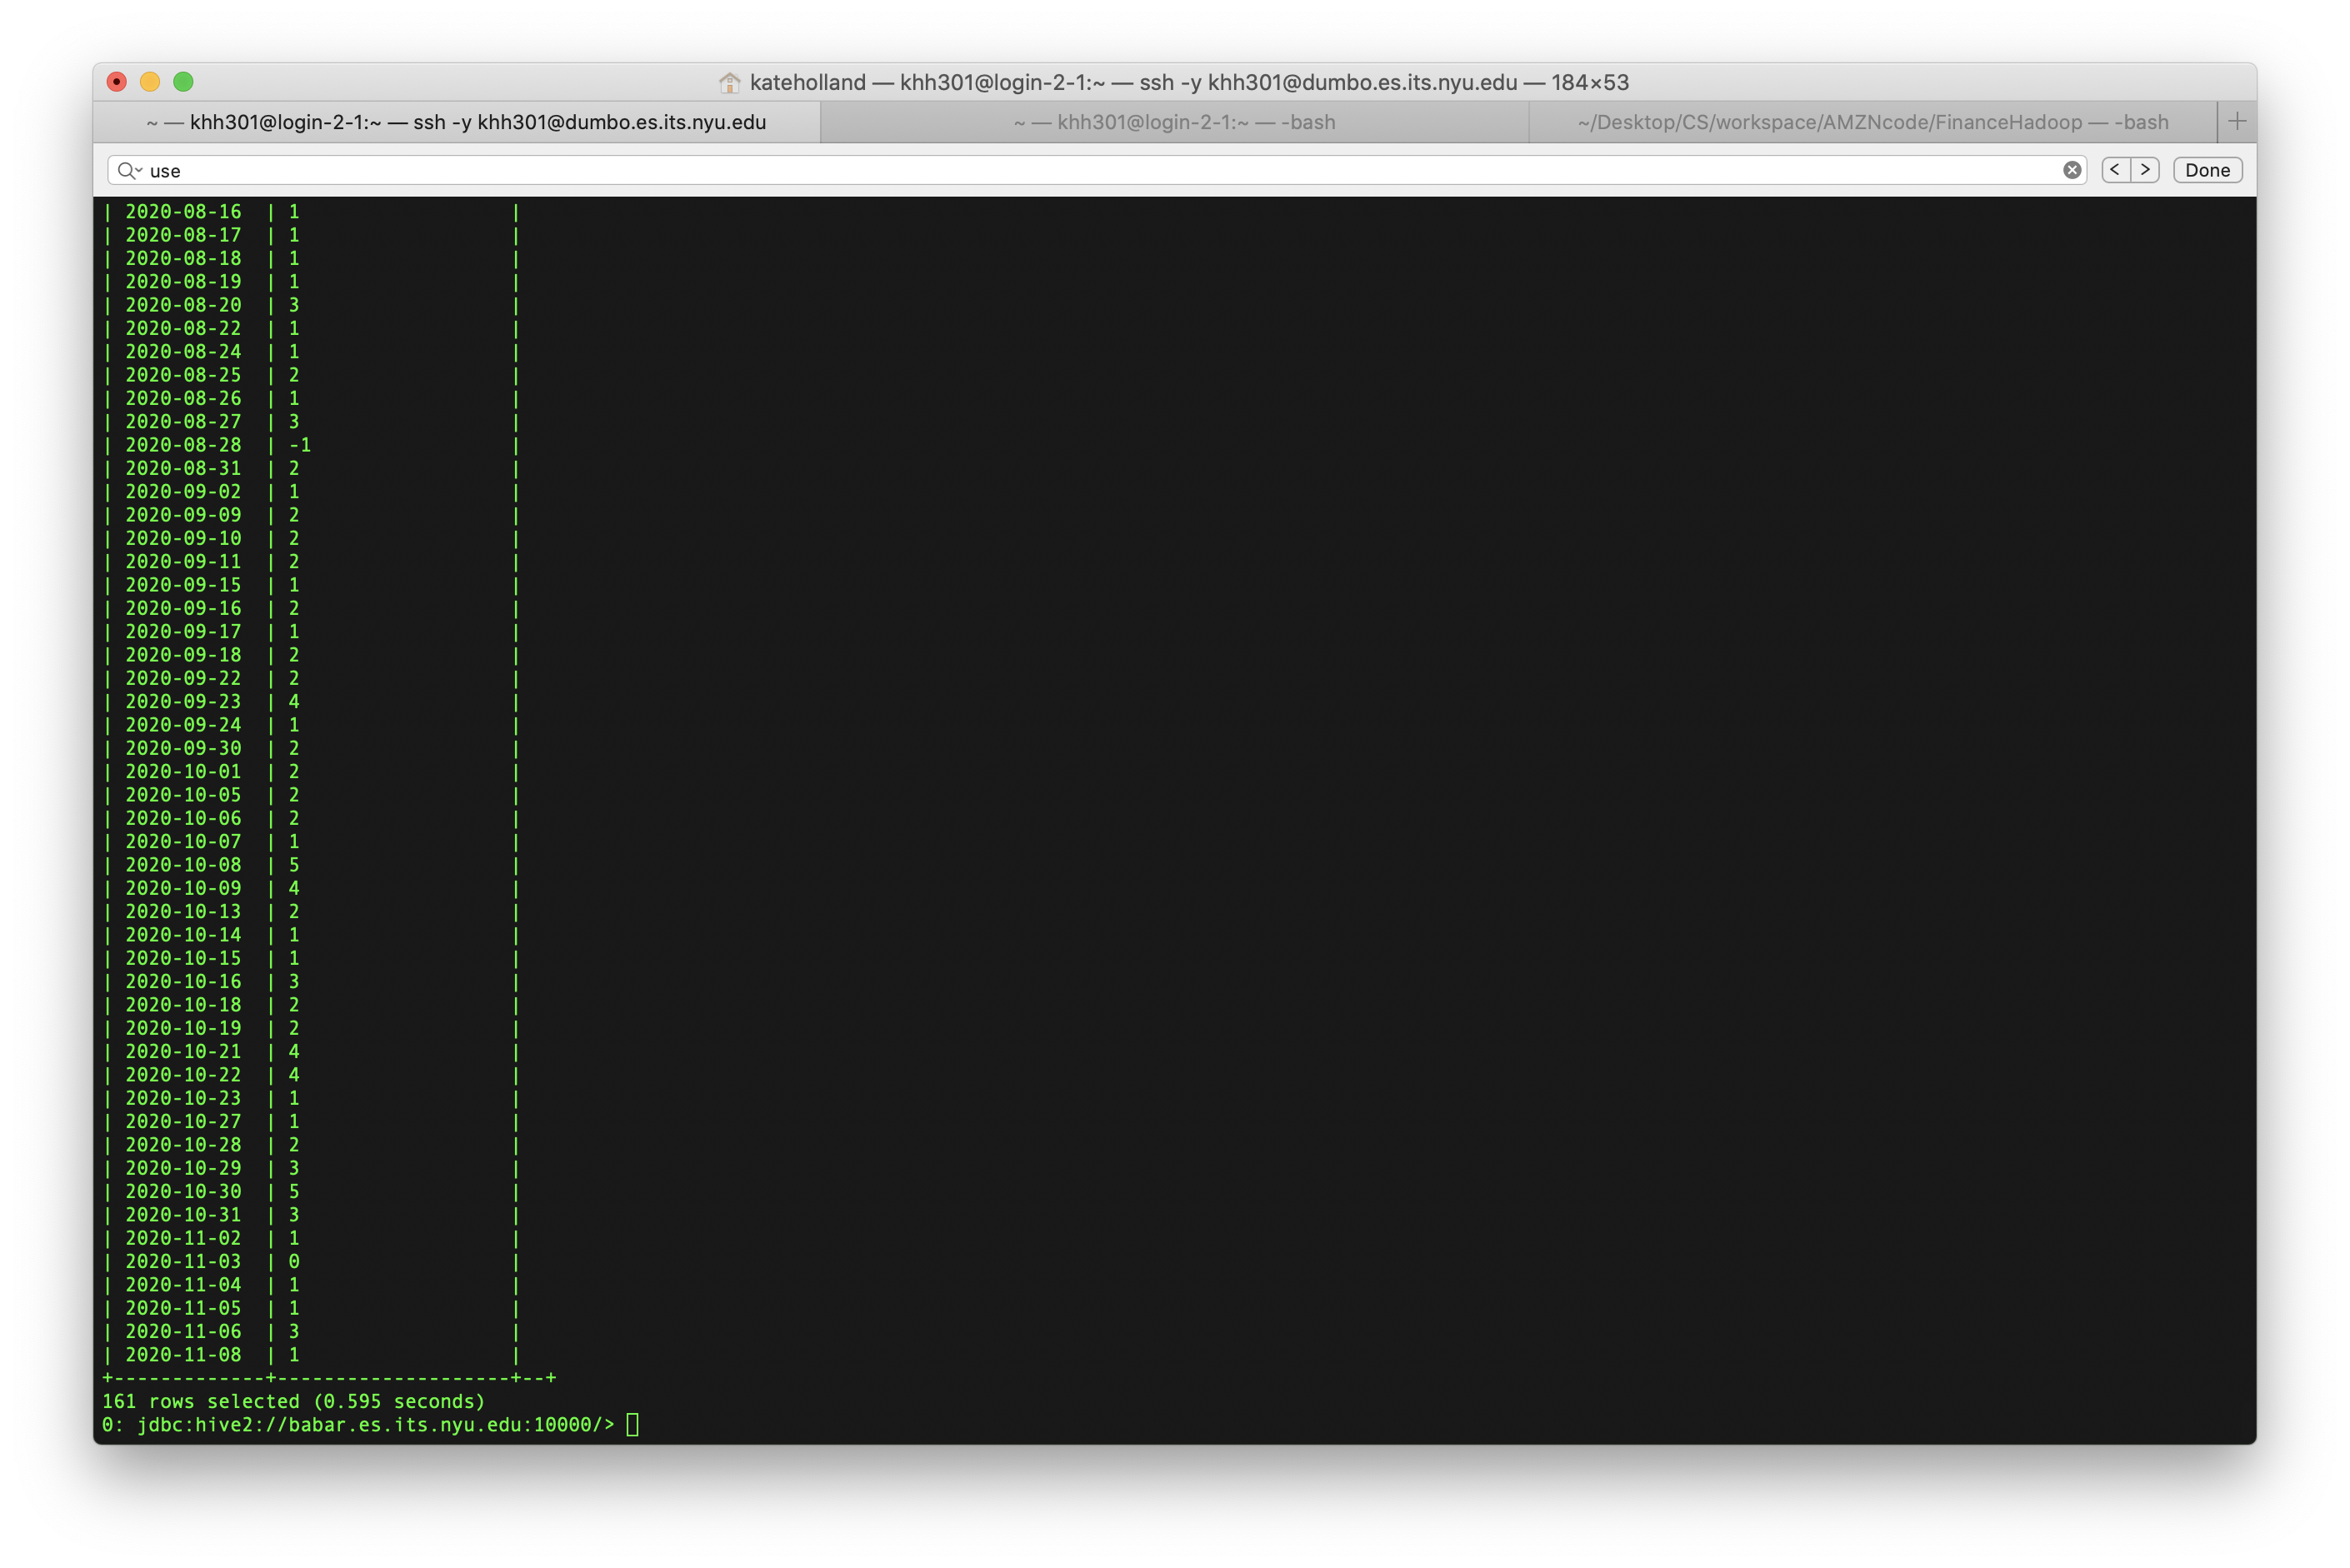 kateholland — khh301@login-2-1:~ — ssh -y khh301@dumbo.es.its.nyu.edu — 184×53
~ — khh301@login-2-1:~ — ssh -y khh301@dumbo.es.its.nyu.edu ~ — khh301@login-2-1:~ — -bash ~/Desktop/CS/workspace/AMZNcode/FinanceHadoop — -bash +
use < > Done
| 2020-08-16 | 1 |
| 2020-08-17 | 1 |
| 2020-08-18 | 1 |
| 2020-08-19 | 1 |
| 2020-08-20 | 3 |
| 2020-08-22 | 1 |
| 2020-08-24 | 1 |
| 2020-08-25 | 2 |
| 2020-08-26 | 1 |
| 2020-08-27 | 3 |
| 2020-08-28 | -1 |
| 2020-08-31 | 2 |
| 2020-09-02 | 1 |
| 2020-09-09 | 2 |
| 2020-09-10 | 2 |
| 2020-09-11 | 2 |
| 2020-09-15 | 1 |
| 2020-09-16 | 2 |
| 2020-09-17 | 1 |
| 2020-09-18 | 2 |
| 2020-09-22 | 2 |
| 2020-09-23 | 4 |
| 2020-09-24 | 1 |
| 2020-09-30 | 2 |
| 2020-10-01 | 2 |
| 2020-10-05 | 2 |
| 2020-10-06 | 2 |
| 2020-10-07 | 1 |
| 2020-10-08 | 5 |
| 2020-10-09 | 4 |
| 2020-10-13 | 2 |
| 2020-10-14 | 1 |
| 2020-10-15 | 1 |
| 2020-10-16 | 3 |
| 2020-10-18 | 2 |
| 2020-10-19 | 2 |
| 2020-10-21 | 4 |
| 2020-10-22 | 4 |
| 2020-10-23 | 1 |
| 2020-10-27 | 1 |
| 2020-10-28 | 2 |
| 2020-10-29 | 3 |
| 2020-10-30 | 5 |
| 2020-10-31 | 3 |
| 2020-11-02 | 1 |
| 2020-11-03 | 0 |
| 2020-11-04 | 1 |
| 2020-11-05 | 1 |
| 2020-11-06 | 3 |
| 2020-11-08 | 1 |
+-------------+--------------------+--+
161 rows selected (0.595 seconds)
0: jdbc:hive2://babar.es.its.nyu.edu:10000/>